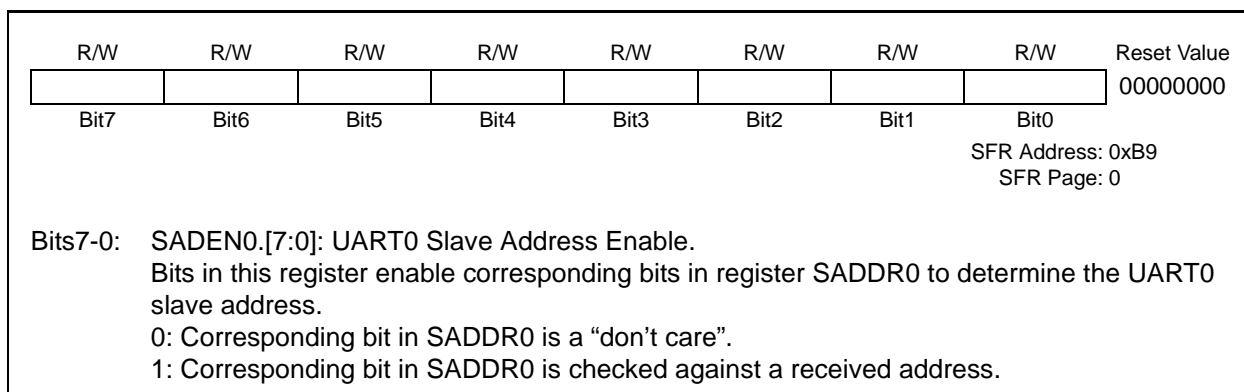 R/W R/W R/W R/W R/W R/W R/W R/W Reset Value
00000000
Bit7 Bit6 Bit5 Bit4 Bit3 Bit2 Bit1 Bit0
SFR Address: 0xB9
SFR Page: 0
Bits7-0: SADEN0.[7:0]: UART0 Slave Address Enable.
Bits in this register enable corresponding bits in register SADDR0 to determine the UART0
slave address.
0: Corresponding bit in SADDR0 is a “don’t care”.
1: Corresponding bit in SADDR0 is checked against a received address.